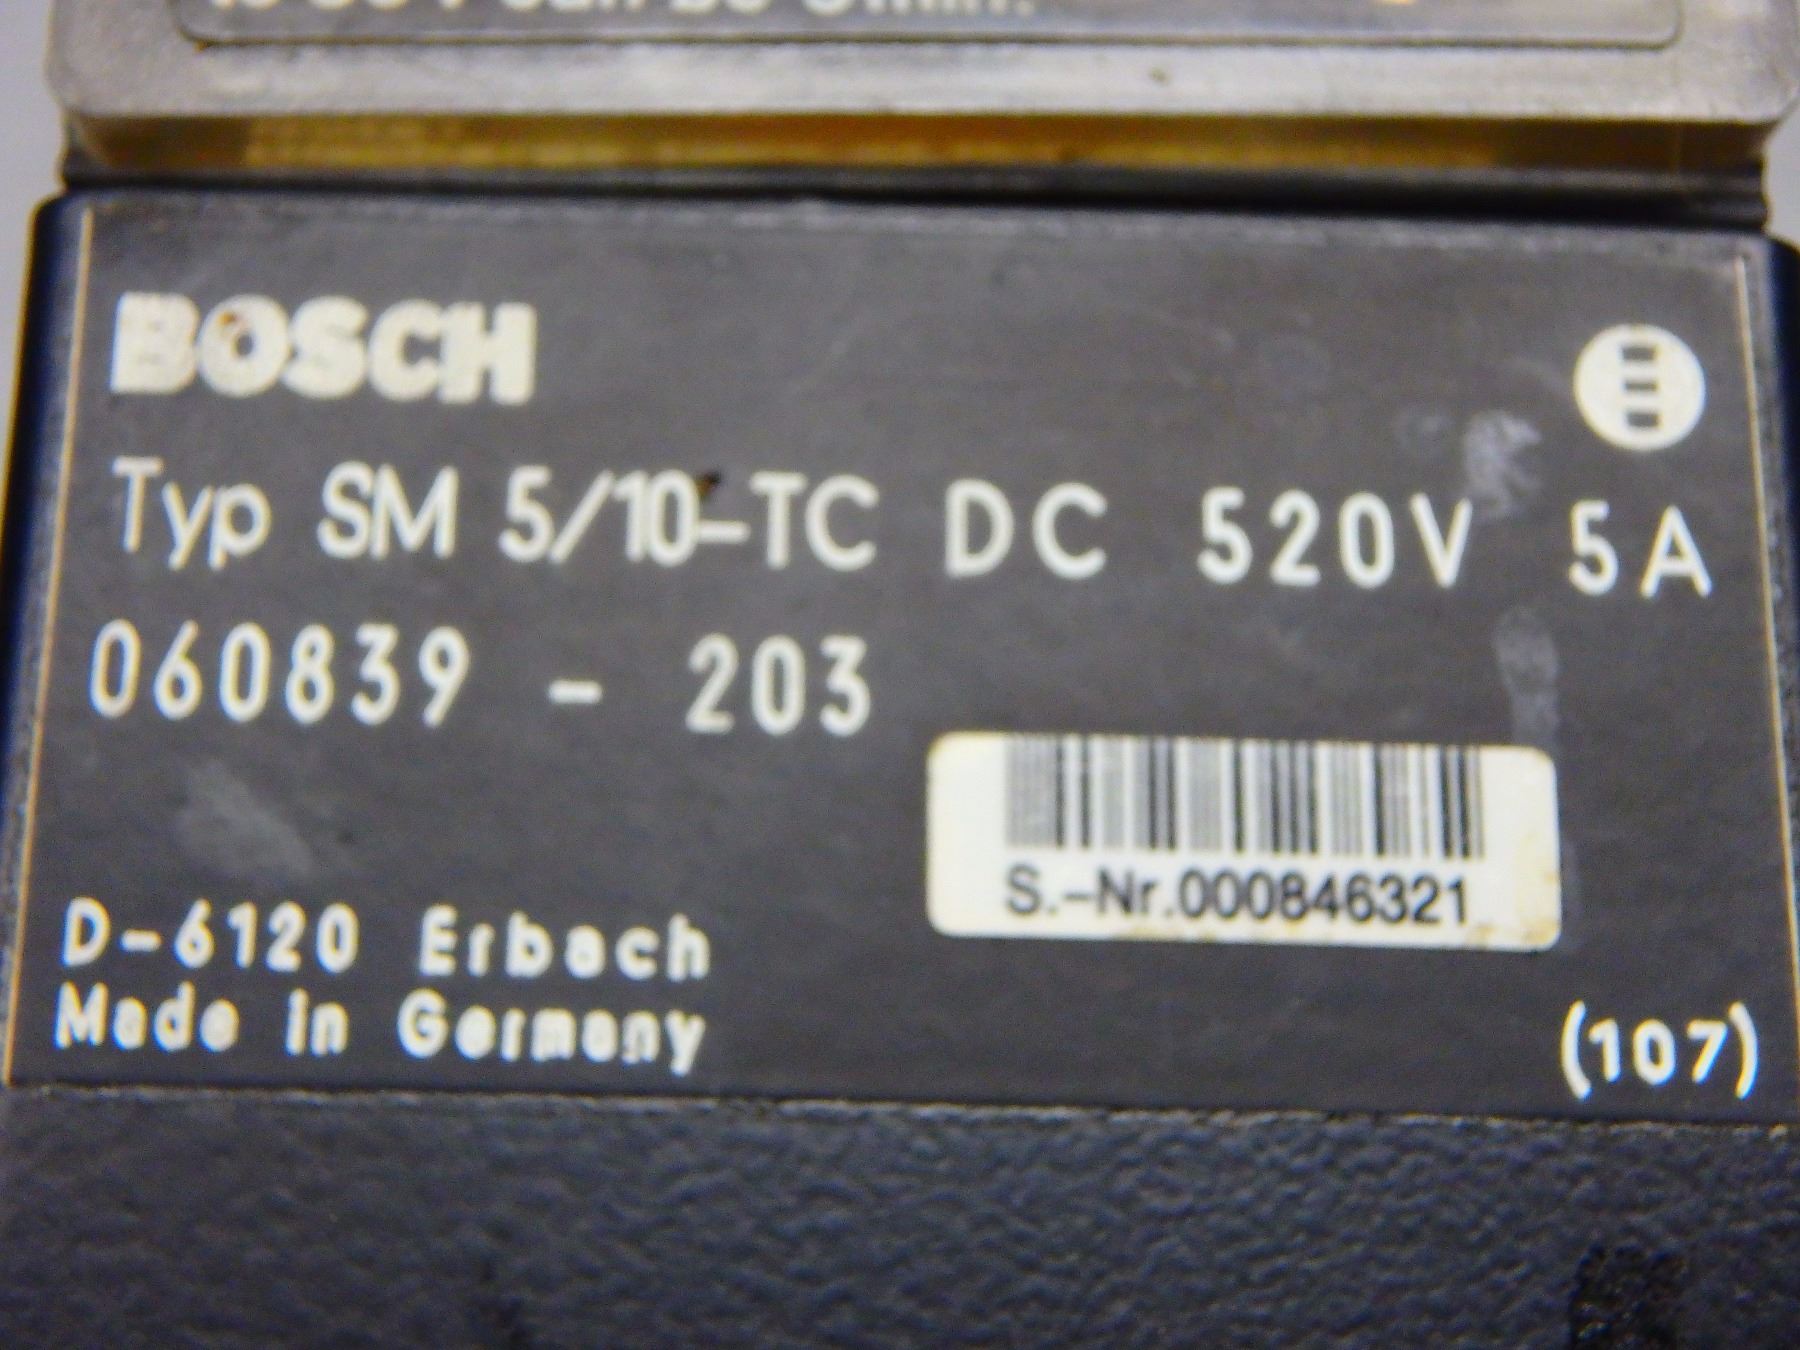 BOSCH
Typ SM 5/10-TC DC 520V 5A
060839 - 203
S.-Nr.000846321
D-6120 Erbach
Made in Germany
(107)